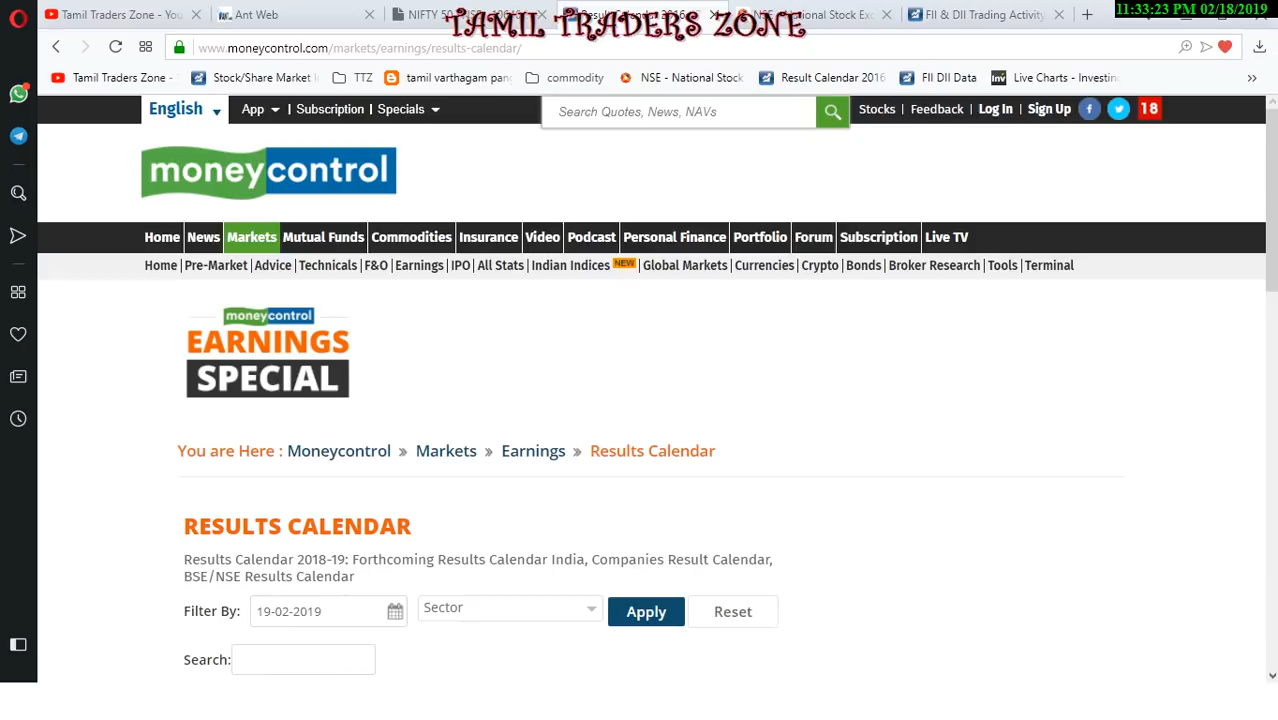 11:33:23 PM 02/18/2019
TAMIL TRADERS ZONE
Tamil Traders Zone - You
Ant Web
NIFTY 50
FII & DII Trading Activity
www.moneycontrol.com/markets/earnings/results-calendar/
Tamil Traders Zone - Stock/Share Market TTZ tamil varthagam commodity NSE - National Stock Result Calendar 2016 FII DII Data Live Charts - Investin
English App | Subscription | Specials Search Quotes, News, NAVs Stocks | Feedback | Log In | Sign Up 18
moneycontrol
Home News Markets Mutual Funds Commodities Insurance Video Podcast Personal Finance Portfolio Forum Subscription Live TV
Home | Pre-Market | Advice | Technicals | F&O | Earnings | IPO | All Stats | Indian Indices NEW | Global Markets | Currencies | Crypto | Bonds | Broker Research | Tools | Terminal
moneycontrol
EARNINGS
SPECIAL
You are Here : Moneycontrol » Markets » Earnings » Results Calendar
RESULTS CALENDAR
Results Calendar 2018-19: Forthcoming Results Calendar India, Companies Result Calendar,
BSE/NSE Results Calendar
Filter By: 19-02-2019 Sector Apply Reset
Search: